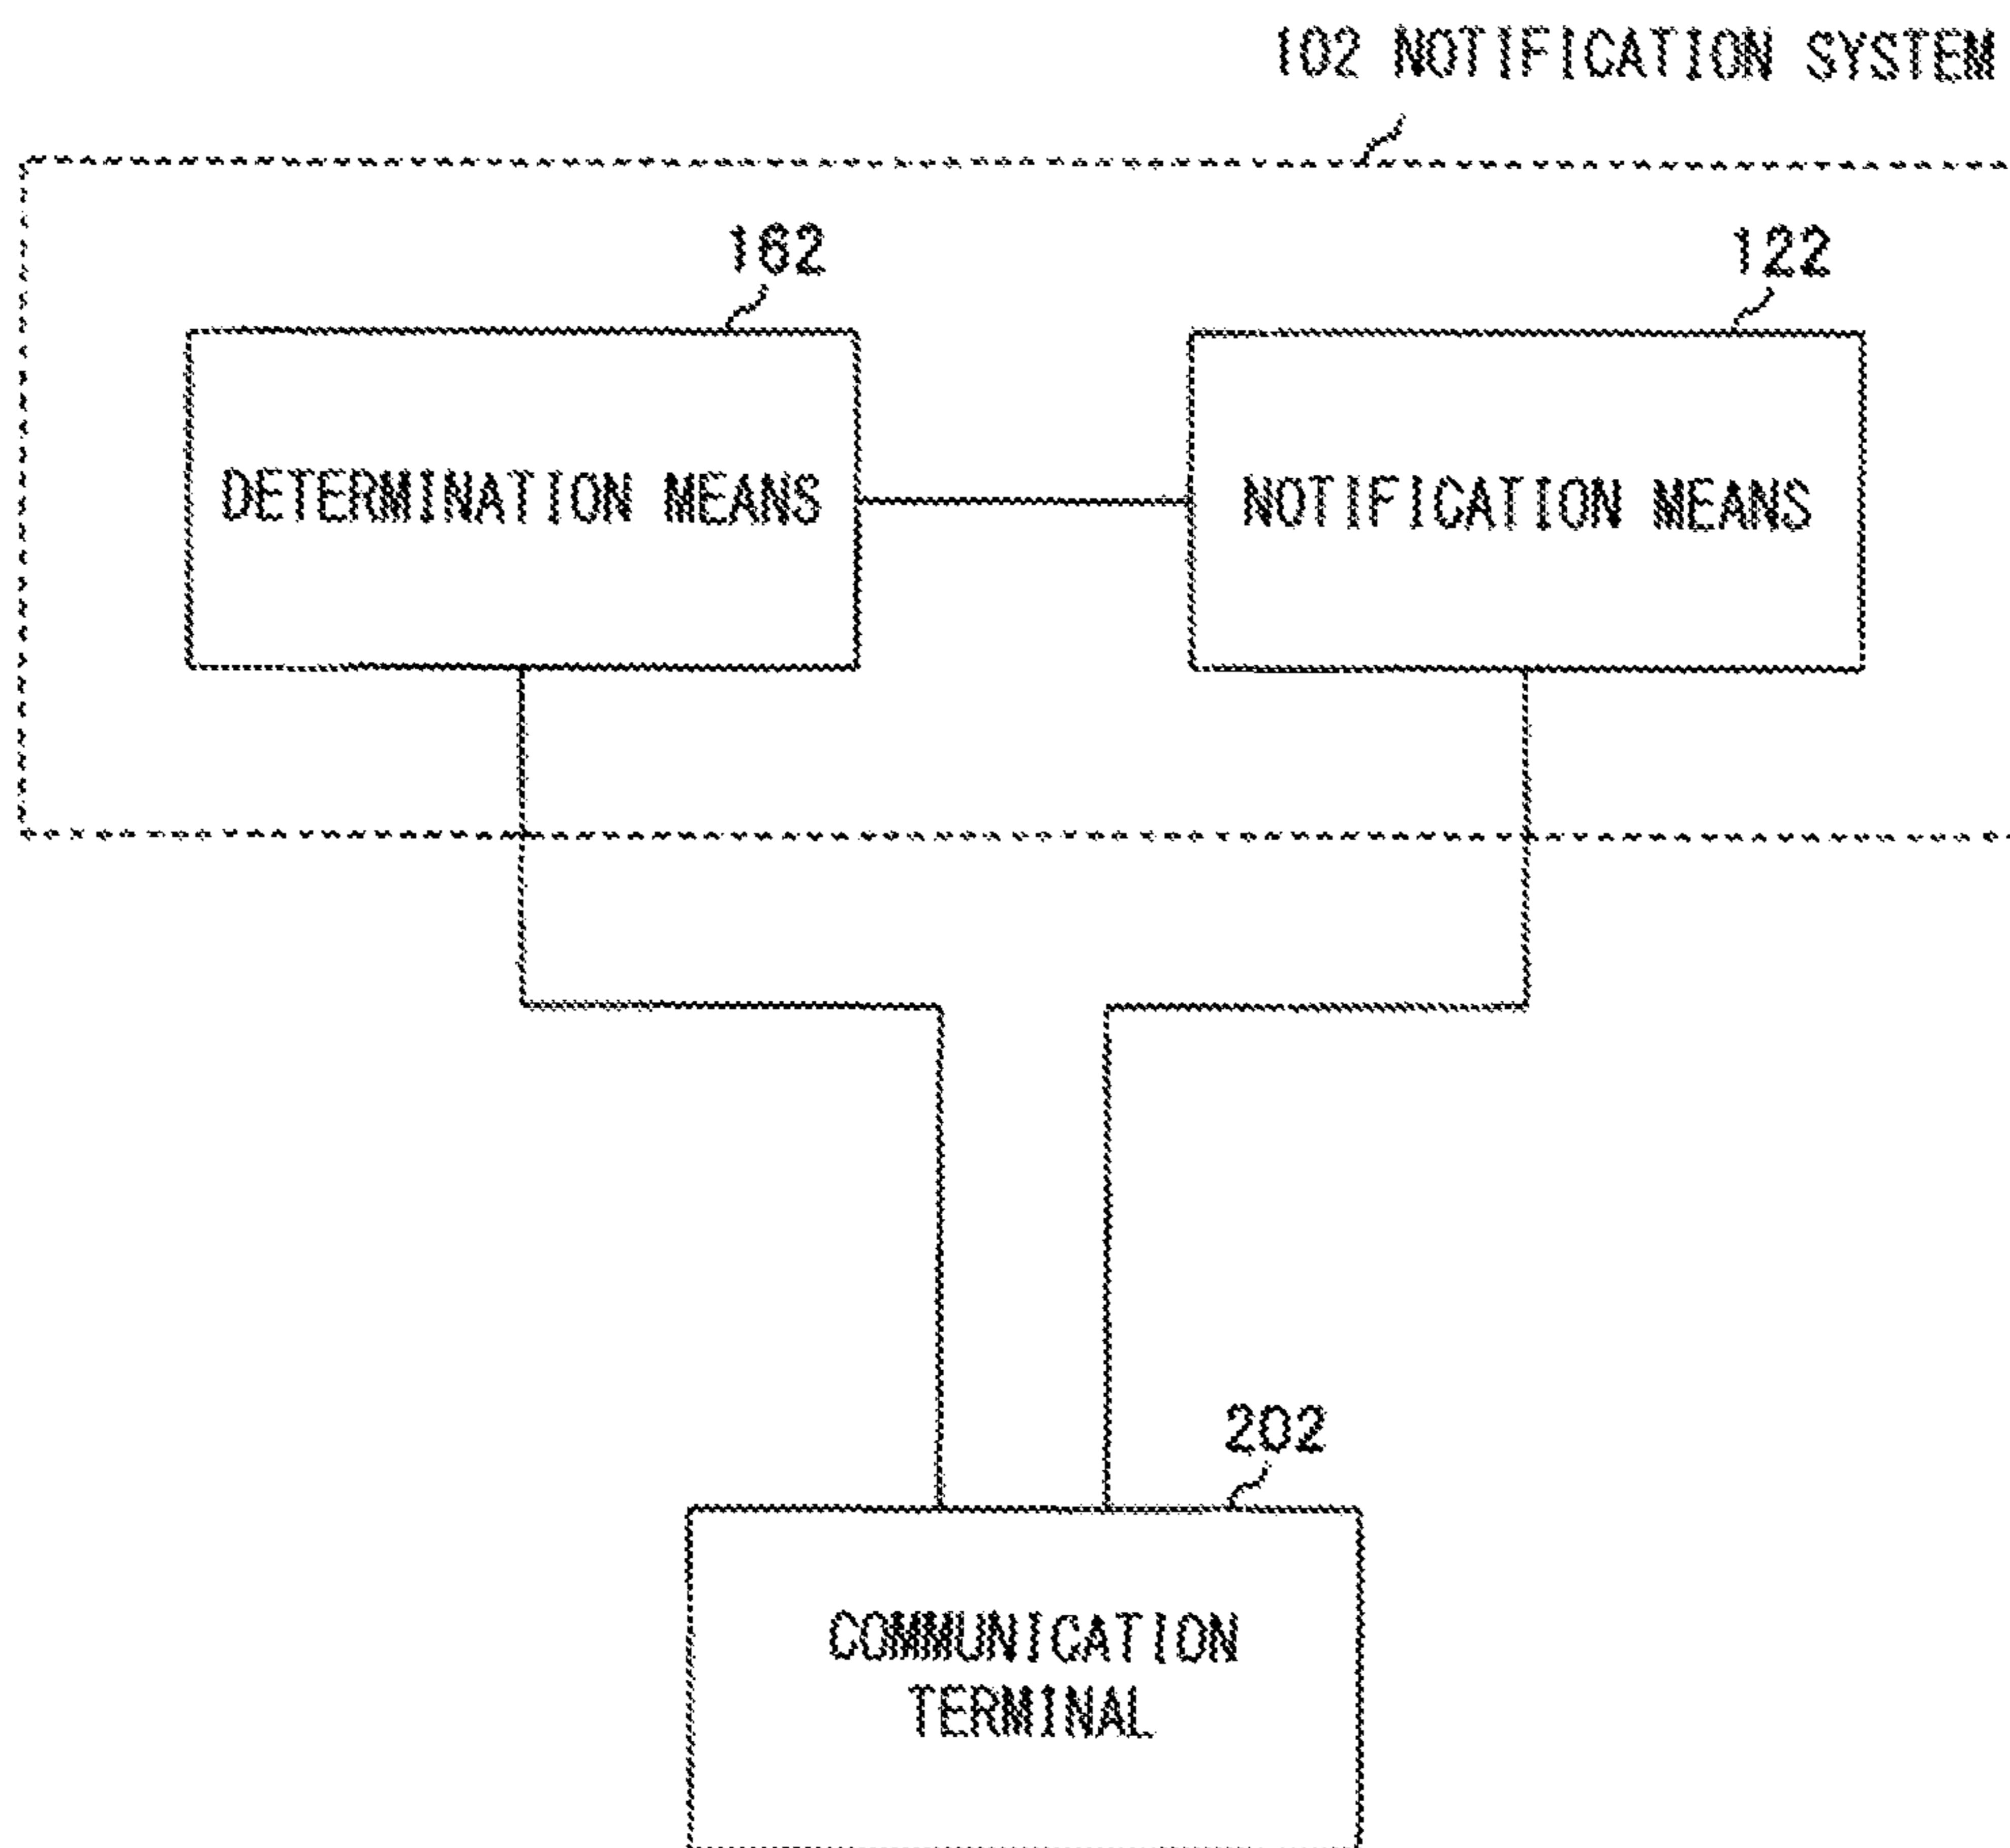 102 NOTIFICATION SYSTEM
162
122
DETERMINATION MEANS
NOTIFICATION MEANS
202
COMMUNICATION
TERMINAL